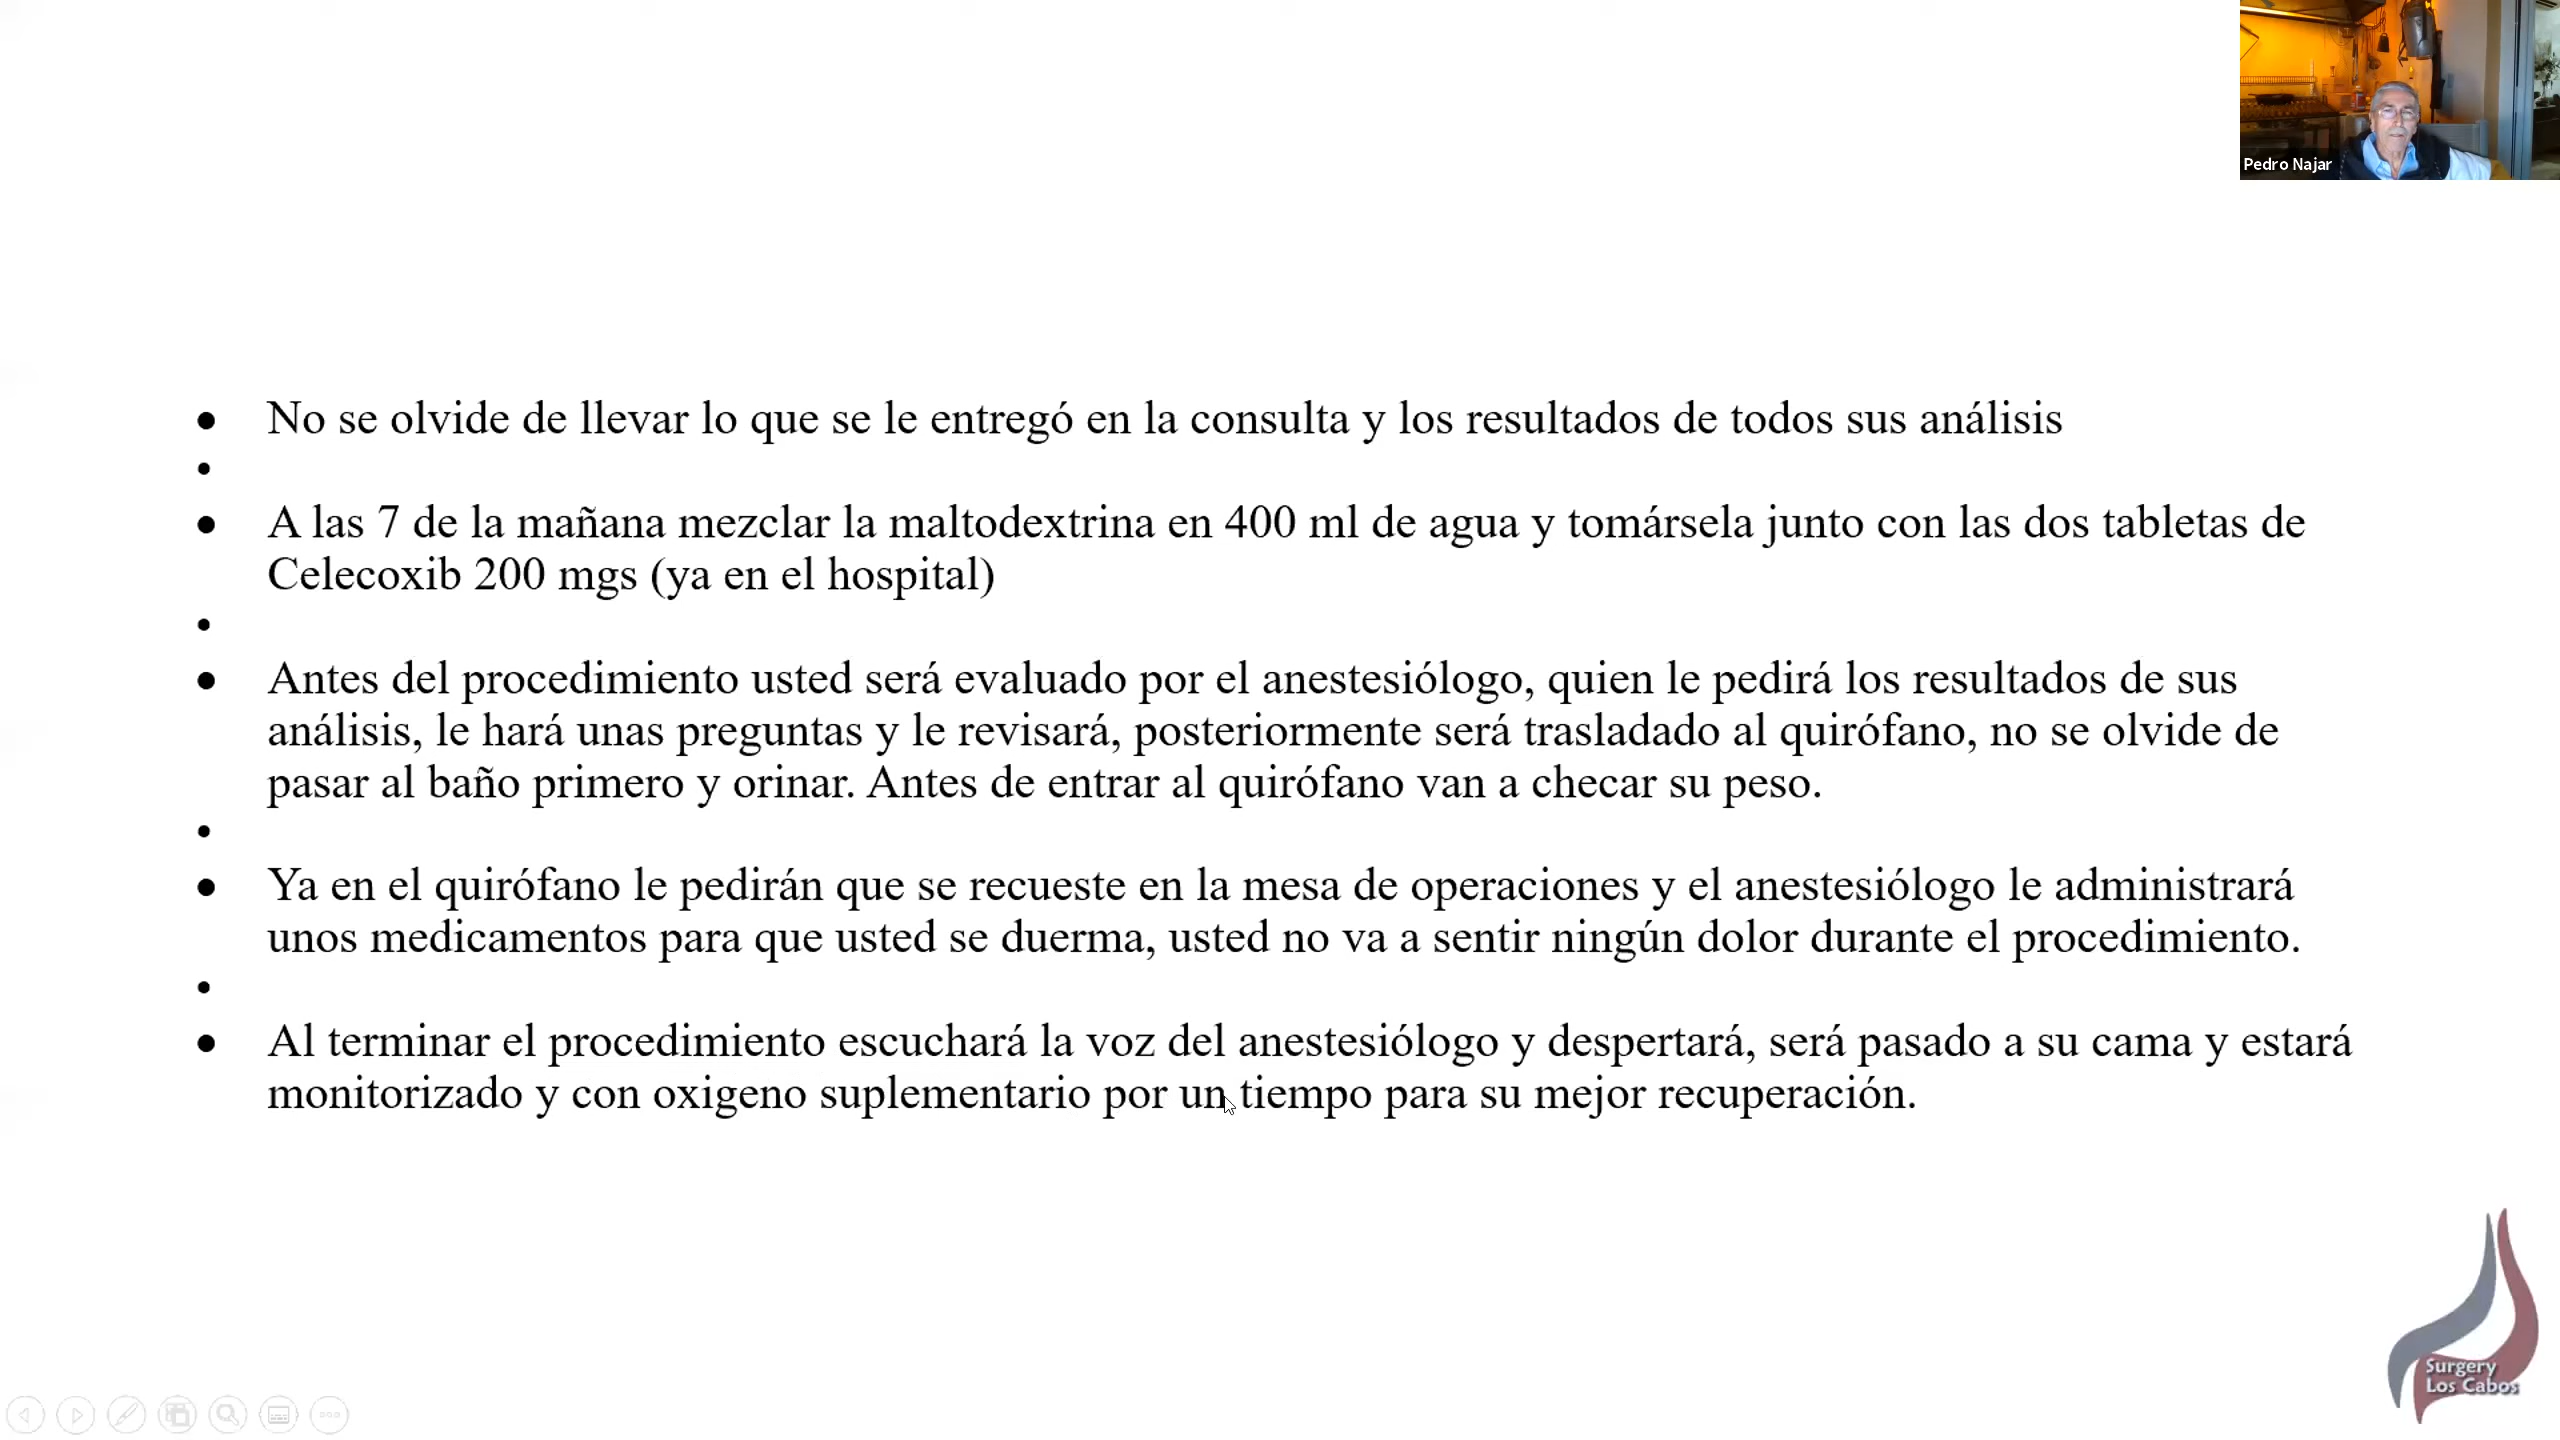 Pedro Najar
● No se olvide de llevar lo que se le entregó en la consulta y los resultados de todos sus análisis
•
● A las 7 de la mañana mezclar la maltodextrina en 400 ml de agua y tomársela junto con las dos tabletas de
Celecoxib 200 mgs (ya en el hospital)
•
● Antes del procedimiento usted será evaluado por el anestesiólogo, quien le pedirá los resultados de sus
análisis, le hará unas preguntas y le revisará, posteriormente será trasladado al quirófano, no se olvide de
pasar al baño primero y orinar. Antes de entrar al quirófano van a checar su peso.
•
● Ya en el quirófano le pedirán que se recueste en la mesa de operaciones y el anestesiólogo le administrará
unos medicamentos para que usted se duerma, usted no va a sentir ningún dolor durante el procedimiento.
•
● Al terminar el procedimiento escuchará la voz del anestesiólogo y despertará, será pasado a su cama y estará
monitorizado y con oxigeno suplementario por un tiempo para su mejor recuperación.
Surgery
Los Cabos